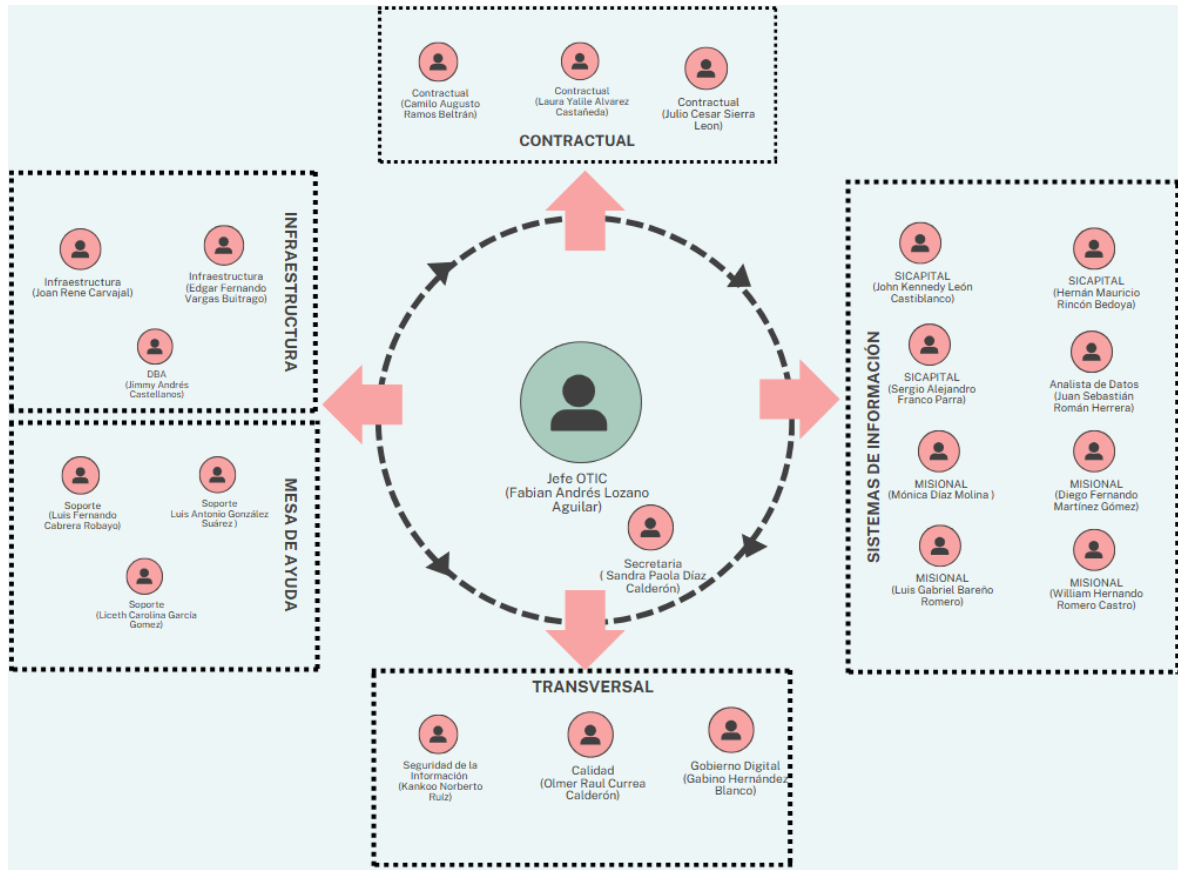 Contractual
(Camilo Augusto
Ramos Beltrán)
Contractual
(Laura Yalile Alvarez
Castañeda)
Contractual
(Julio Cesar Sierra
Leon)
CONTRACTUAL
INFRAESTRUCTURA
Infraestructura
(Joan Rene Carvajal)
Infraestructura
(Edgar Fernando
Vargas Buitrago)
DBA
(Jimmy Andrés
Castellanos)
MESA DE AYUDA
Soporte
(Luis Fernando
Cabrera Robayo)
Soporte
Luis Antonio González
Suárez )
Soporte
(Liceth Carolina García
Gomez)
Jefe OTIC
(Fabian Andrés Lozano
Aguilar)
Secretaria
( Sandra Paola Díaz
Calderón)
SISTEMAS DE INFORMACIÓN
SICAPITAL
(John Kennedy León
Castiblanco)
SICAPITAL
(Hernán Mauricio
Rincón Bedoya)
SICAPITAL
(Sergio Alejandro
Franco Parra)
Analista de Datos
(Juan Sebastián
Román Herrera)
MISIONAL
(Mónica Díaz Molina )
MISIONAL
(Diego Fernando
Martínez Gómez)
MISIONAL
(Luis Gabriel Bareño
Romero)
MISIONAL
(William Hernando
Romero Castro)
TRANSVERSAL
Seguridad de la
Información
(Kankoo Norberto
Ruiz)
Calidad
(Olmer Raul Currea
Calderón)
Gobierno Digital
(Gabino Hernández
Blanco)